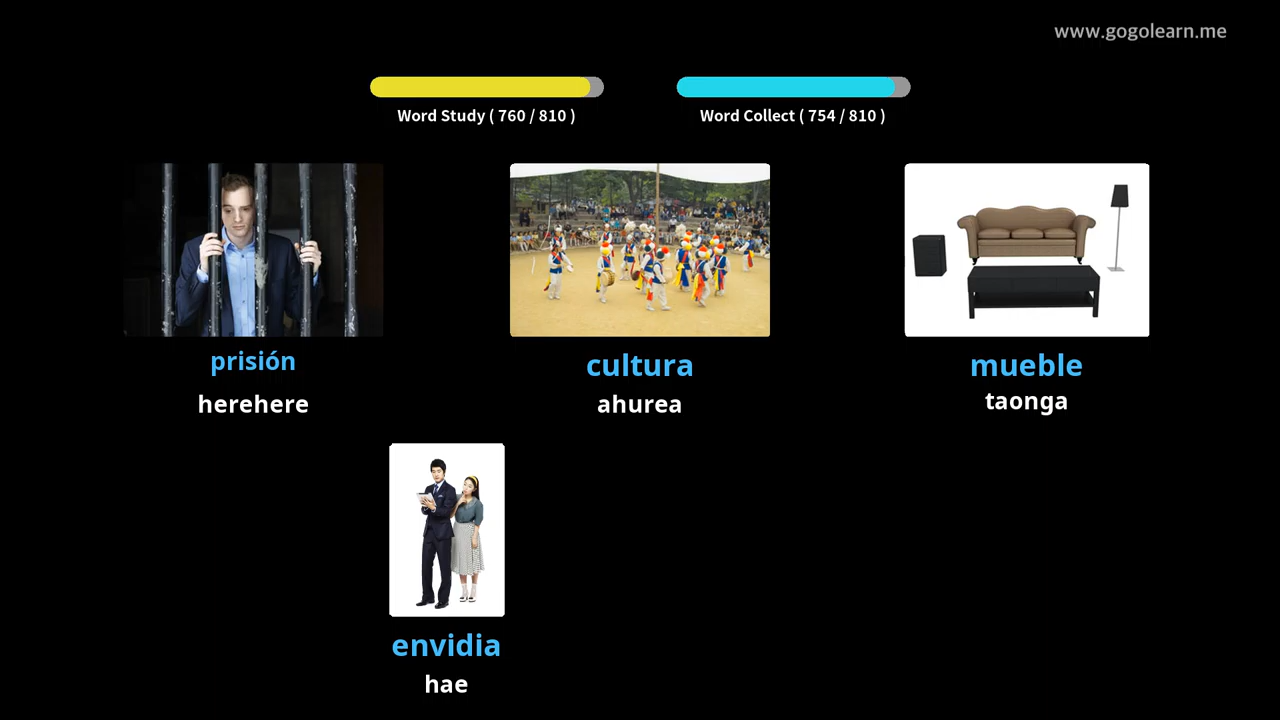 www.gogolearn.me
Word Study ( 760 / 810 )
Word Collect ( 754 / 810 )
prisión
herehere
cultura
ahurea
mueble
taonga
envidia
hae